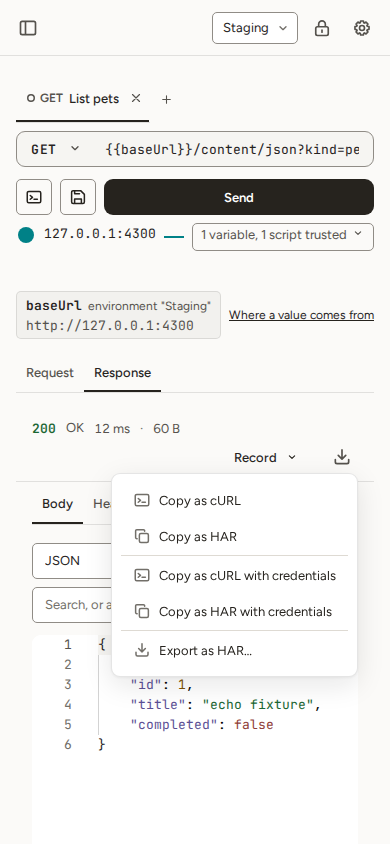 Staging
GET List pets
GET {{baseUrl}}/content/json?kind=pe
Send
127.0.0.1:4300 1 variable, 1 script trusted
baseUrl environment "Staging"
http://127.0.0.1:4300
Where a value comes from
Request Response
200 OK 12 ms · 60 B
Record
Body He
JSON
Search, or a
Copy as cURL
Copy as HAR
Copy as cURL with credentials
Copy as HAR with credentials
Export as HAR...
1 {
2
3 "id": 1,
4 "title": "echo fixture",
5 "completed": false
6 }